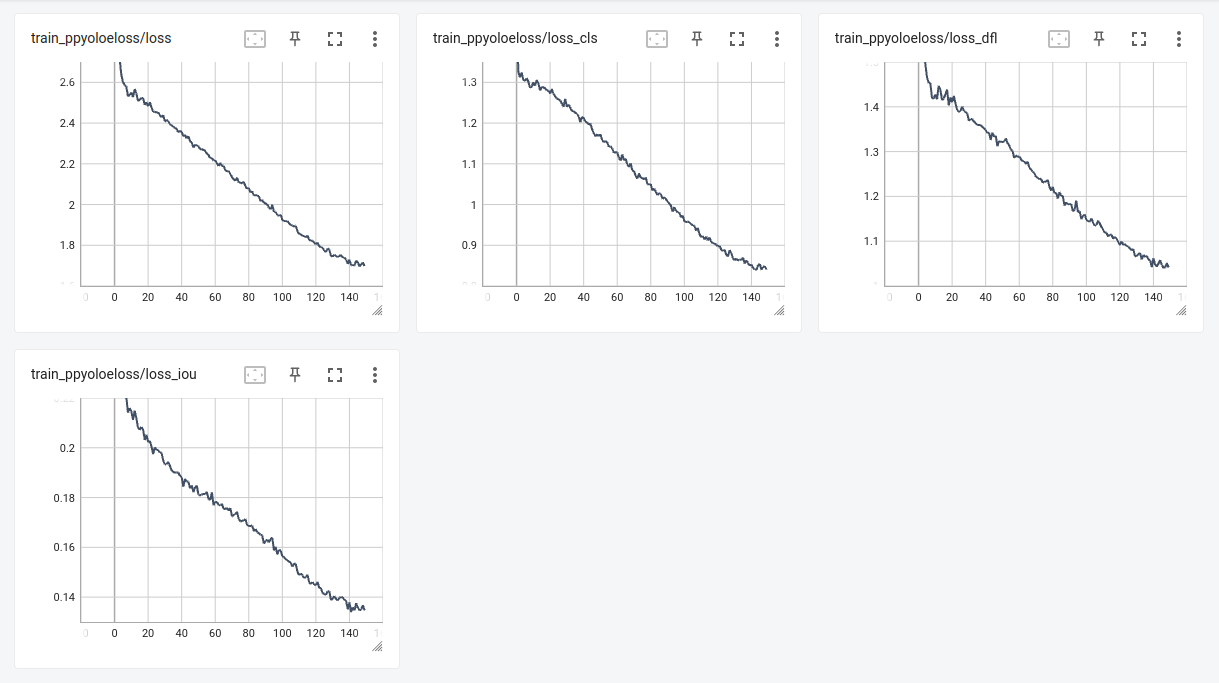 train_ppyoloeloss/loss
2.6
2.4
2.2
2
1.8
0 0 20 40 60 80 100 120 140 1
train_ppyoloeloss/loss_cls
1.3
1.2
1.1
1
0.9
0 0 20 40 60 80 100 120 140 1
train_ppyoloeloss/loss_dfl
1.4
1.3
1.2
1.1
0 0 20 40 60 80 100 120 140 1
train_ppyoloeloss/loss_iou
0.2
0.18
0.16
0.14
0 0 20 40 60 80 100 120 140 1